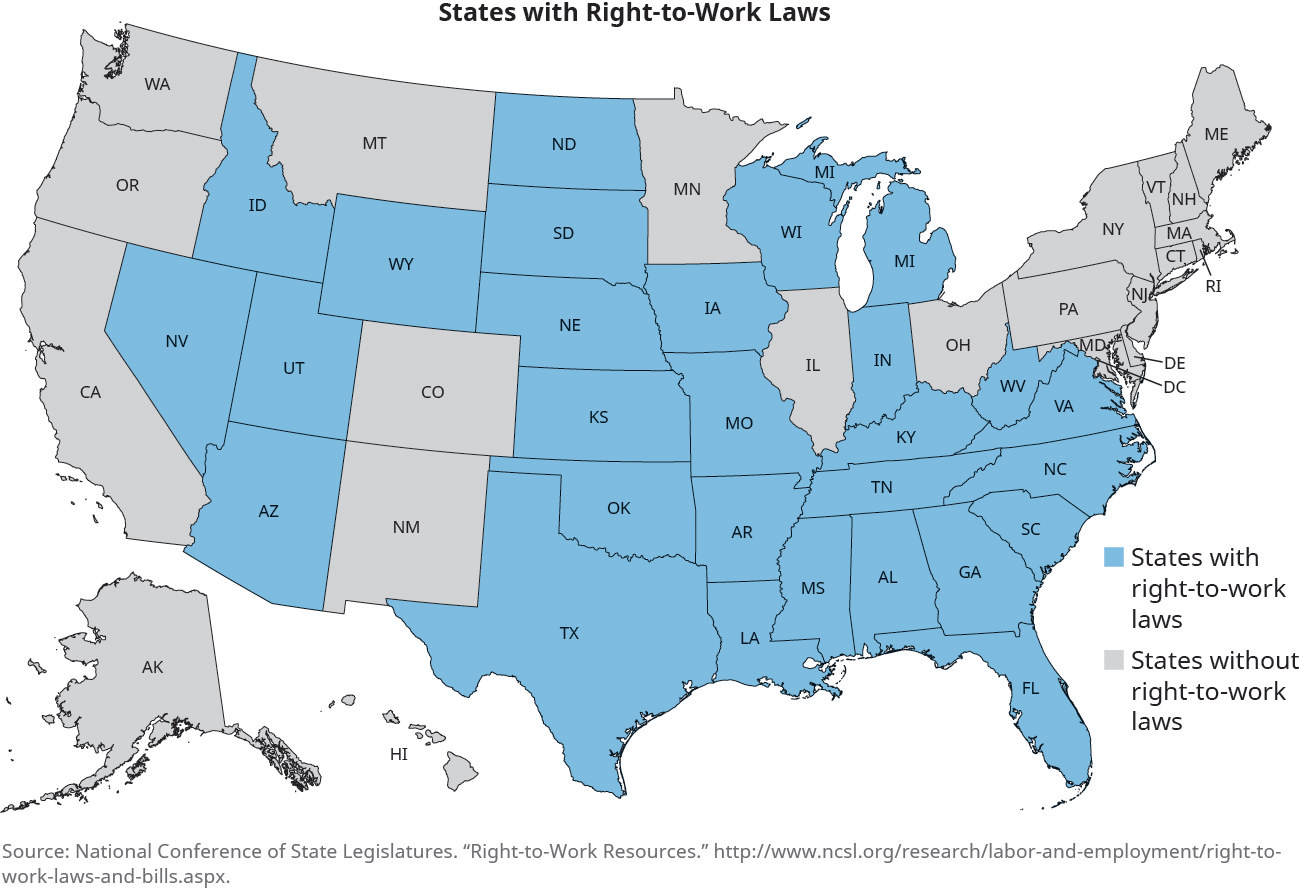 States with Right-to-Work Laws
WA
MT
ND
MN
ME
OR
ID
SD
WI
MI
VT
NH
NY
MA
CT
RI
WY
MI
IA
NE
PA
NJ
NV
UT
CO
IL
IN
OH
MD
DE
DC
CA
KS
MO
WV
VA
KY
AZ
NM
OK
AR
TN
NC
SC
MS
AL
GA
TX
LA
FL
AK
HI
States with
right-to-work
laws
States without
right-to-work
laws
Source: National Conference of State Legislatures. “Right-to-Work Resources.” http://www.ncsl.org/research/labor-and-employment/right-to-
work-laws-and-bills.aspx.